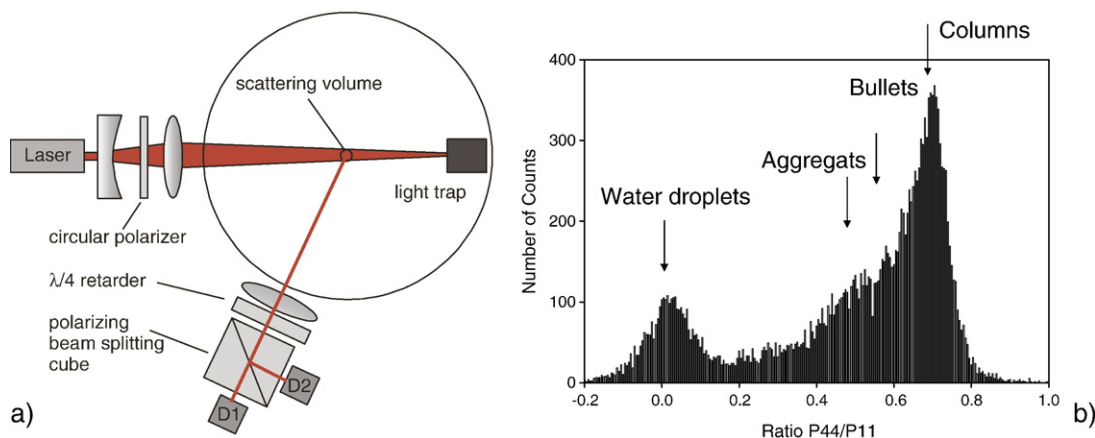 Laser
scattering volume
light trap
circular polarizer
λ/4 retarder
polarizing
beam splitting
cube
D2
D1
a)
Columns
Bullets
Aggregats
Water droplets
400
300
200
100
0
Number of Counts
-0.2
0.0
0.2
0.4
0.6
0.8
1.0
Ratio P44/P11
b)